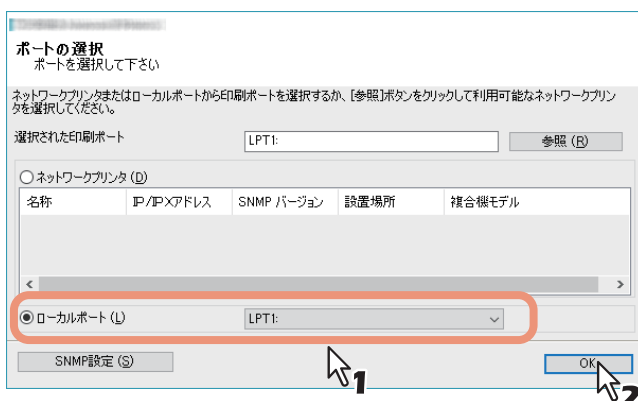 ポートの選択
ポートを選択して下さい
ネットワークプリンタまたはローカルポートから印刷ポートを選択するか、[参照]ボタンをクリックして利用可能なネットワークプリン
タを選択してください。
選択された印刷ポート LPT1: 参照 (R)
ネットワークプリンタ (D)
名称 IP/IPXアドレス SNMP バージョン 設置場所 複合機モデル
ローカルポート (L) LPT1:
SNMP設定 (S) 1 OK 2